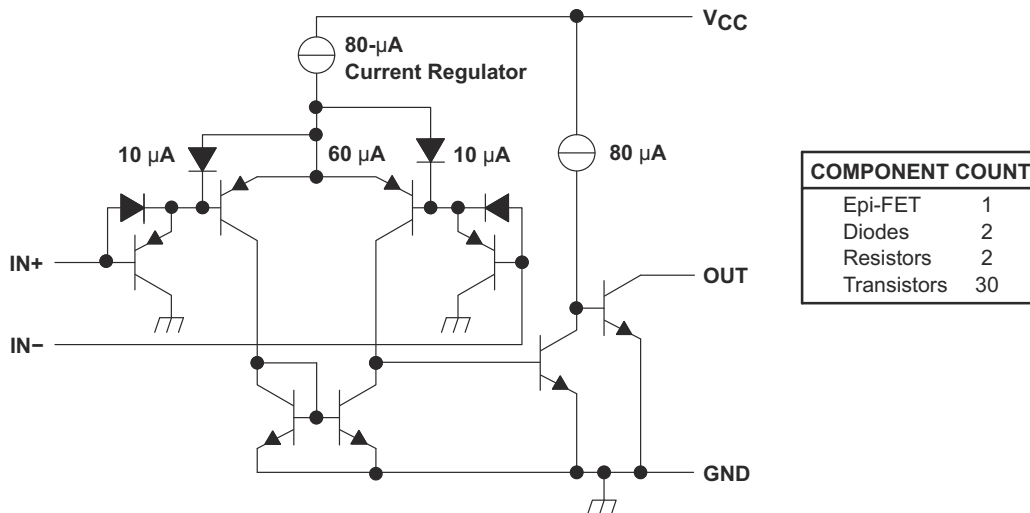 VCC
80-µA
Current Regulator
10 µA
60 µA
10 µA
80 µA
IN+
OUT
IN−
GND
COMPONENT COUNT
Epi-FET 1
Diodes 2
Resistors 2
Transistors 30